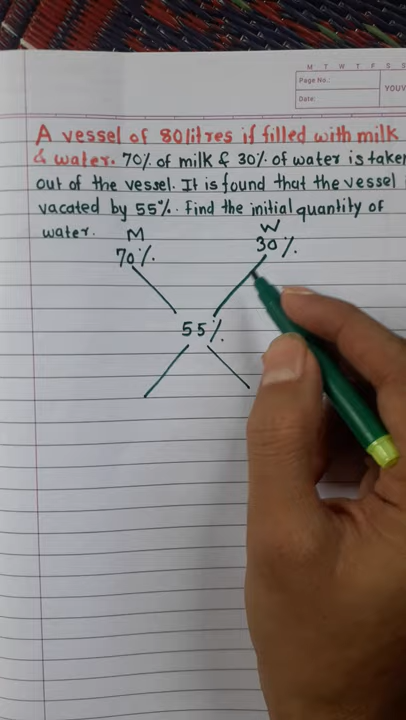 M T W T F S S
Page No.:
YOUV
Date:
A vessel of 80litres if filled with milk
& water. 70% of milk & 30% of water is taken
out of the vessel. It is found that the vessel
vacated by 55%. Find the initial quantity of
water.
M W
70% 30%
55%